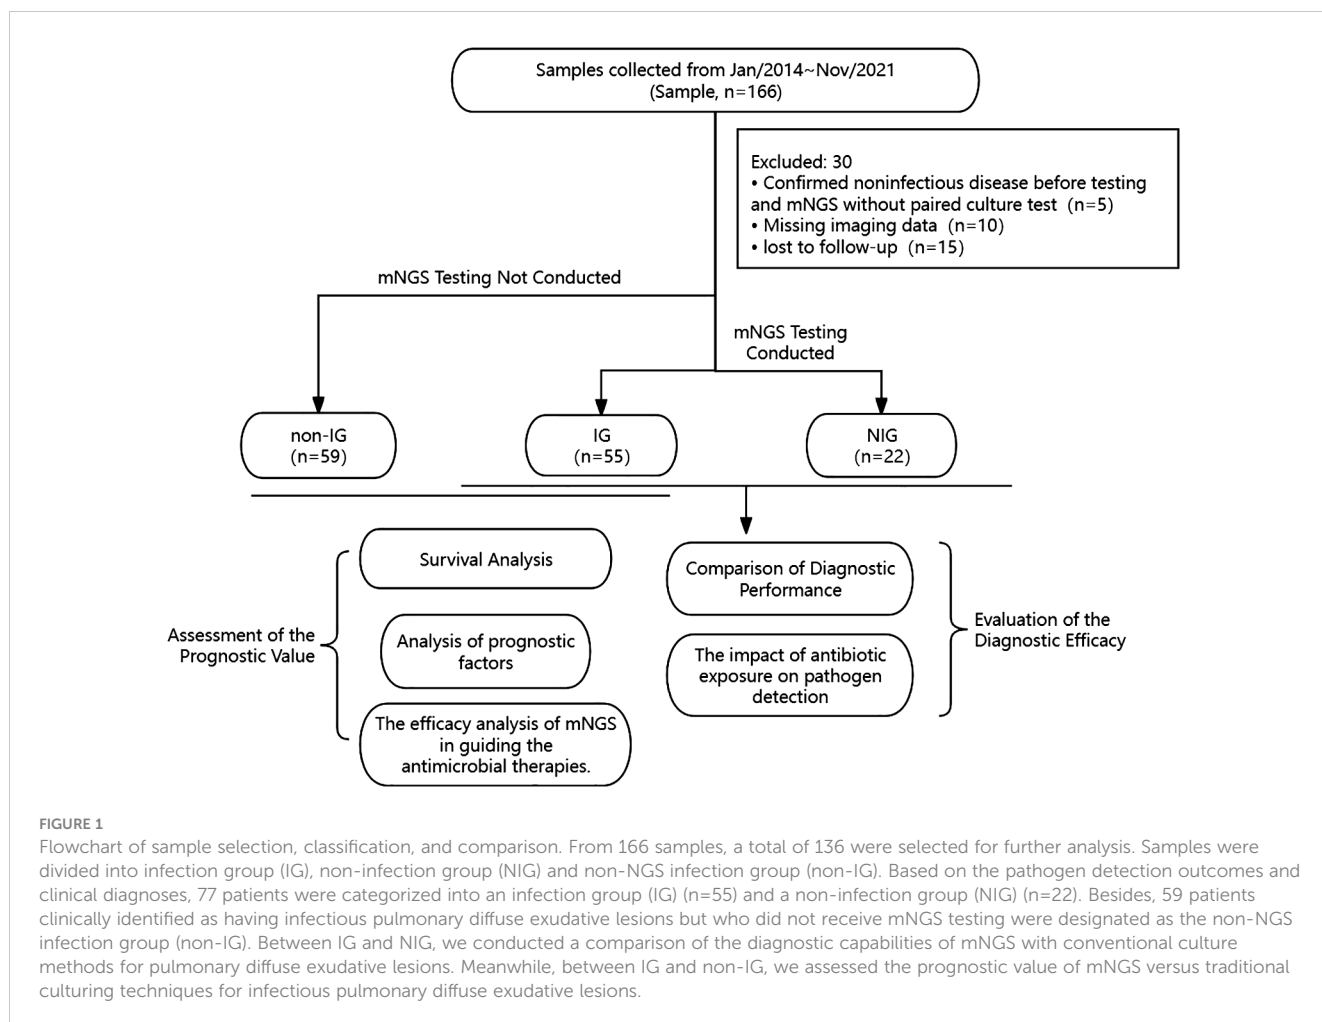 Samples collected from Jan/2014~Nov/2021
(Sample, n=166)
Excluded: 30
• Confirmed noninfectious disease before testing
and mNGS without paired culture test (n=5)
• Missing imaging data (n=10)
• lost to follow-up (n=15)
mNGS Testing Not Conducted
mNGS Testing
Conducted
non-IG
(n=59)
IG
(n=55)
NIG
(n=22)
Survival Analysis
Analysis of prognostic
factors
The efficacy analysis of mNGS
in guiding the
antimicrobial therapies.
Assessment of the
Prognostic Value
Comparison of Diagnostic
Performance
The impact of antibiotic
exposure on pathogen
detection
Evaluation of the
Diagnostic Efficacy
FIGURE 1
Flowchart of sample selection, classification, and comparison. From 166 samples, a total of 136 were selected for further analysis. Samples were
divided into infection group (IG), non-infection group (NIG) and non-NGS infection group (non-IG). Based on the pathogen detection outcomes and
clinical diagnoses, 77 patients were categorized into an infection group (IG) (n=55) and a non-infection group (NIG) (n=22). Besides, 59 patients
clinically identified as having infectious pulmonary diffuse exudative lesions but who did not receive mNGS testing were designated as the non-NGS
infection group (non-IG). Between IG and NIG, we conducted a comparison of the diagnostic capabilities of mNGS with conventional culture
methods for pulmonary diffuse exudative lesions. Meanwhile, between IG and non-IG, we assessed the prognostic value of mNGS versus traditional
culturing techniques for infectious pulmonary diffuse exudative lesions.